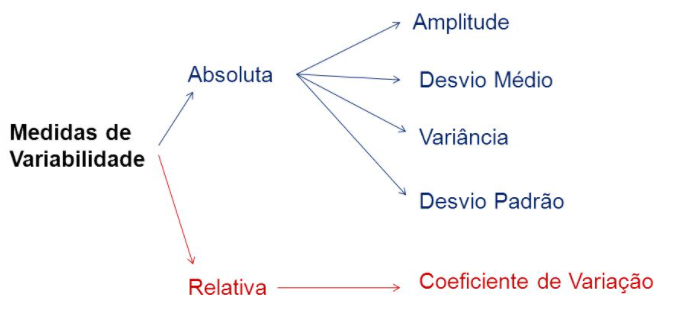 Amplitude
Absoluta
Desvio Médio
Medidas de
Variabilidade
Variância
Desvio Padrão
Relativa
Coeficiente de Variação